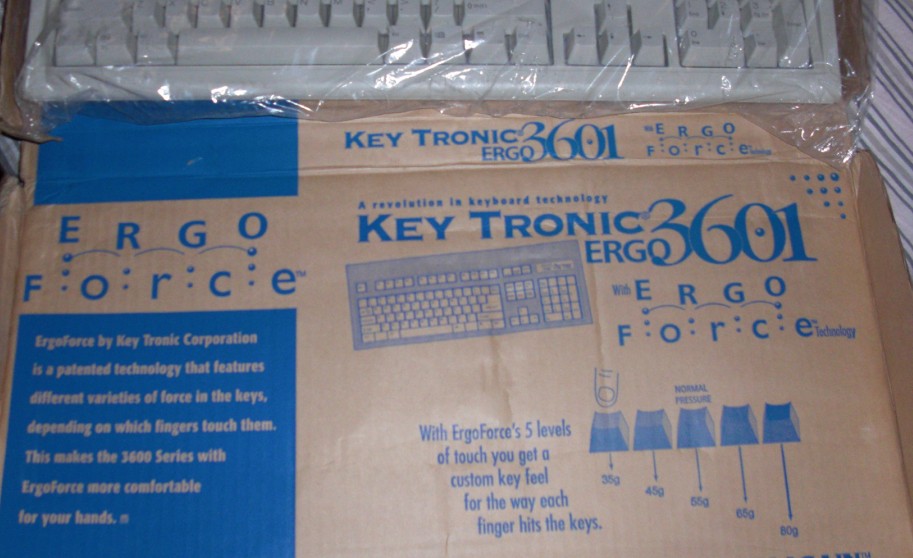 KEY TRONIC 3601
ERGO
ERGO
Force
A revolution in keyboard technology
KEY TRONIC 3601
ERGO
With ERGO
Force™ Technology
ERGO
Force™
ErgoForce by Key Tronic Corporation
is a patented technology that features
different varieties of force in the keys,
depending on which fingers touch them.
This makes the 3600 Series with
ErgoForce more comfortable
for your hands.
NORMAL
PRESSURE
With ErgoForce's 5 levels
of touch you get a
custom key feel
for the way each
finger hits the keys.
35g
45g
55g
65g
80g